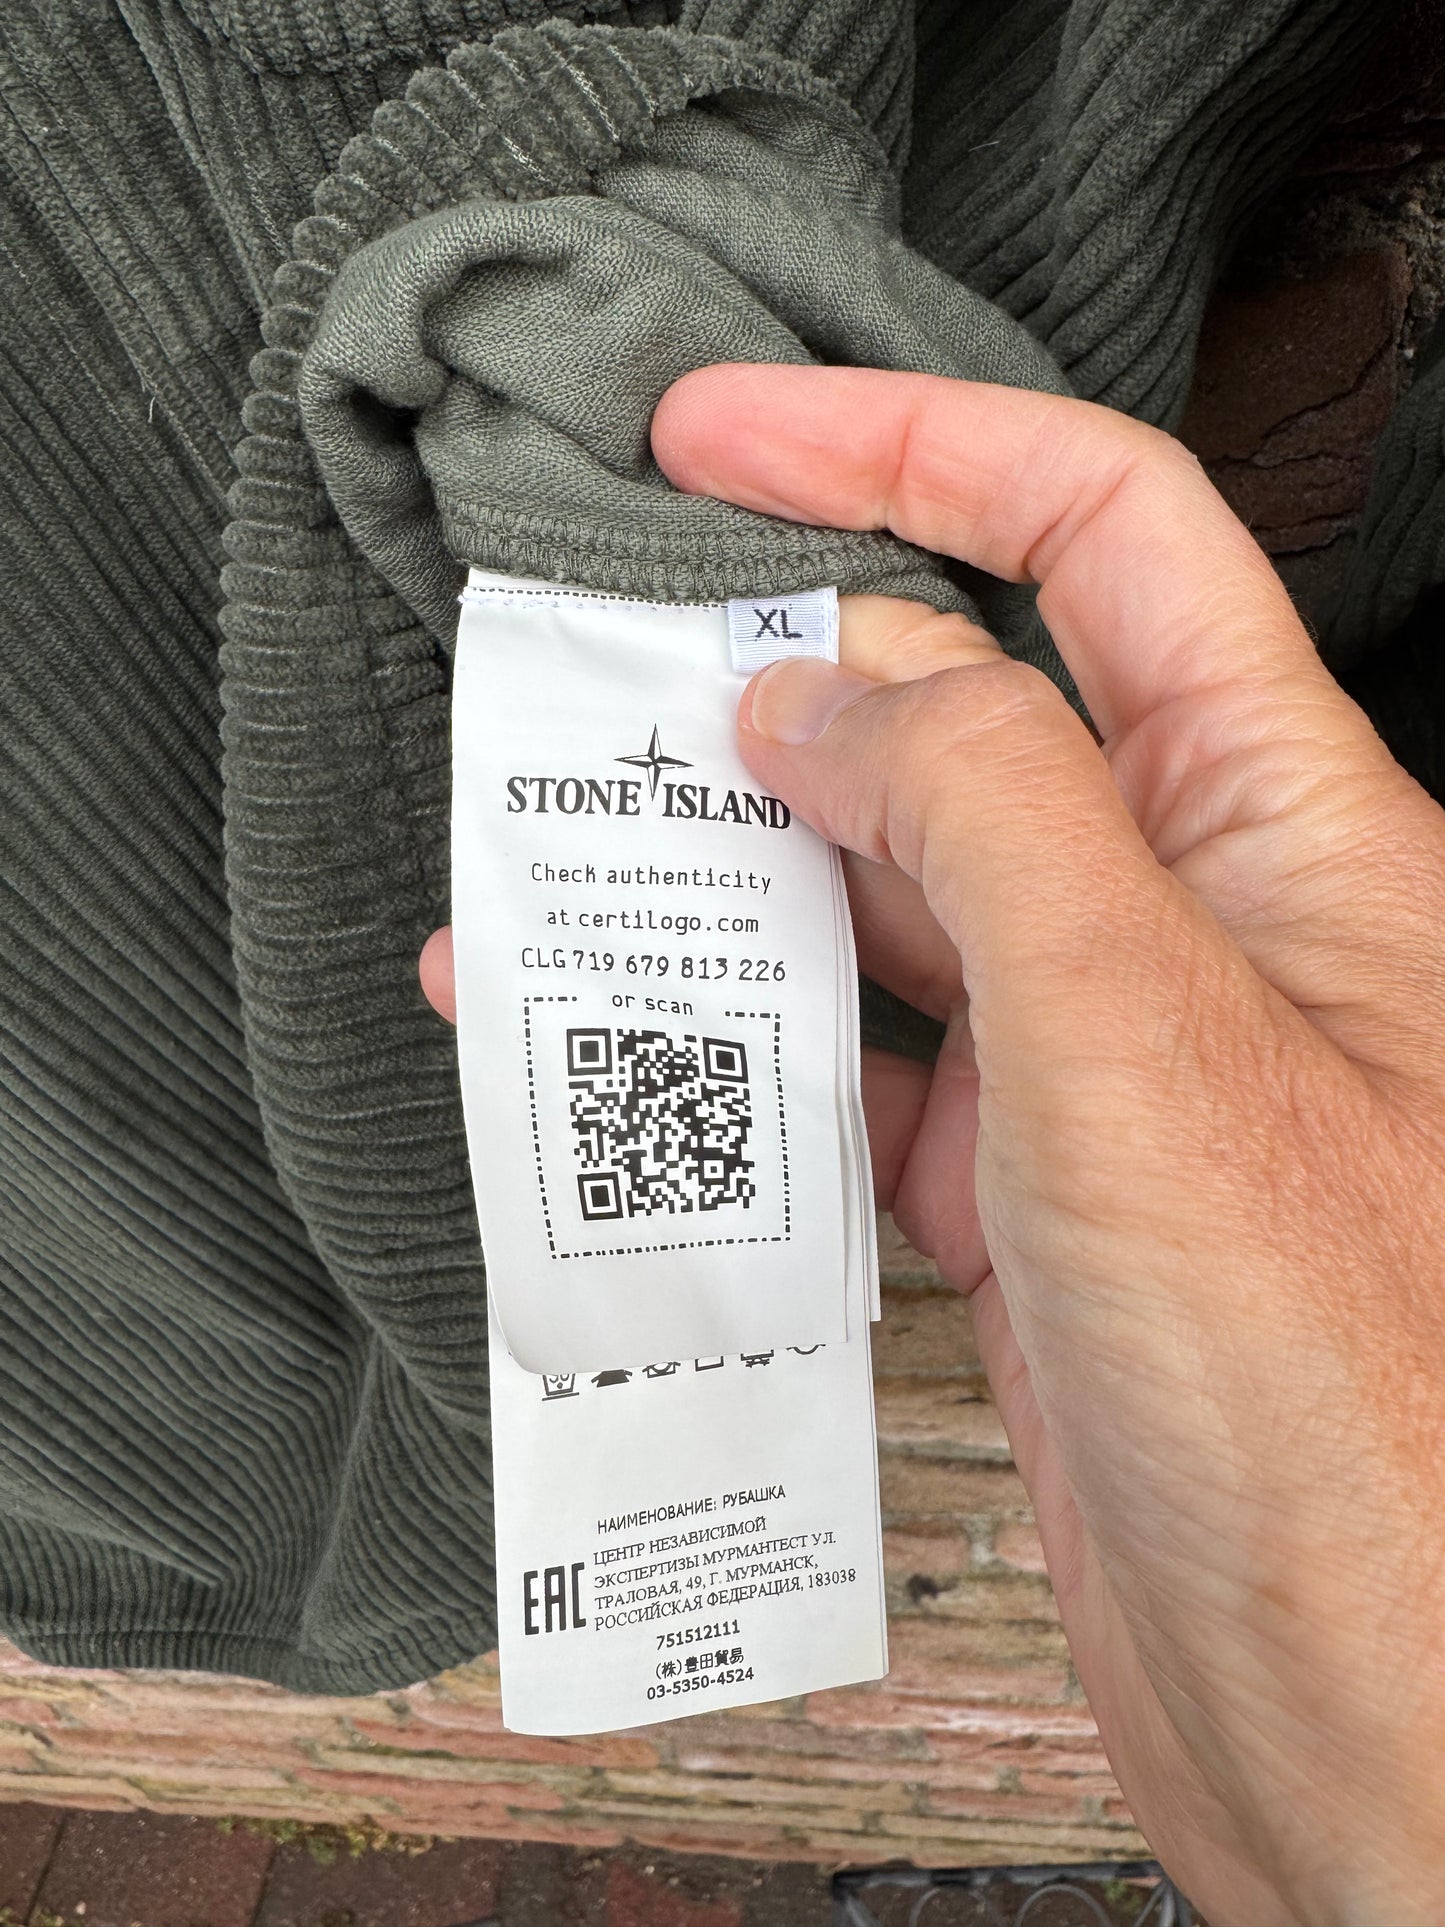 XL
STONE ISLAND
Check authenticity
at certilogo.com
CLG 719 679 813 226
or scan
НАИМЕНОВАНИЕ: РУБАШКА
ЦЕНТР НЕЗАВИСИМОЙ
ЭКСПЕРТИЗЫ МУРМАНТЕСТ УЛ.
ТРАЛОВАЯ, 49, Г. МУРМАНСК,
РОССИЙСКАЯ ФЕДЕРАЦИЯ, 183038
EAC
751512111
(株)豊田貿易
03-5350-4524